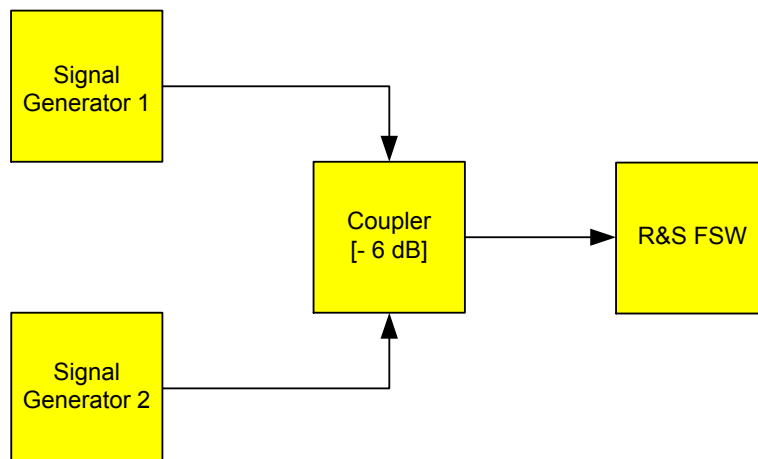 Signal
Generator 1
Coupler
[- 6 dB]
R&S FSW
Signal
Generator 2